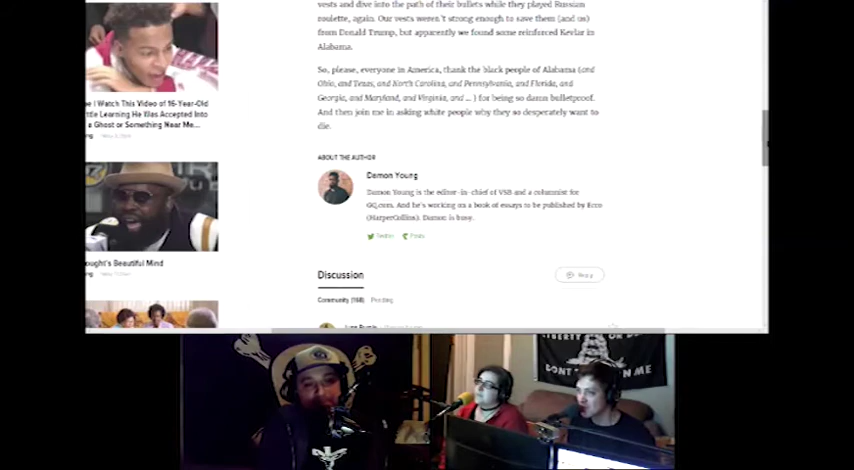 vests and dive into the path of their bullets while they played Russian
roulette, again. Our vests weren't strong enough to save them (and us)
from Donald Trump, but apparently we found some reinforced Kevlar in
Alabama.
So, please, everyone in America, thank the black people of Alabama (and
Ohio, and Texas, and North Carolina, and Pennsylvania, and Florida, and
Georgia, and Maryland, and Virginia, and ... ) for being so damn bulletproof.
And then join me in asking white people why they so desperately want to
die.
ABOUT THE AUTHOR
Damon Young
Damon Young is the editor-in-chief of VSB and a columnist for
GQ.com. And he's working on a book of essays to be published by Ecco
(HarperCollins). Damon is busy.
Twitter
Posts
Discussion
Reply
Community (168)
Pending
e I Watch This Video of 16-Year-Old
ttle Learning He Was Accepted Into
a Ghost or Something Near Me...
ought's Beautiful Mind
LIBERTY OR D
DONT
N ME